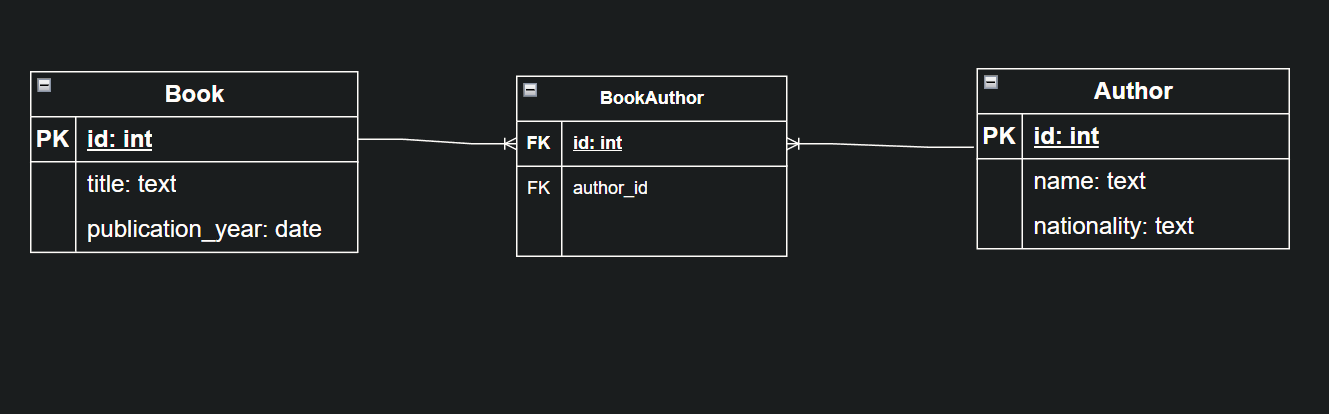 Book
PK id: int
title: text
publication_year: date
BookAuthor
FK id: int
FK author_id
Author
PK id: int
name: text
nationality: text